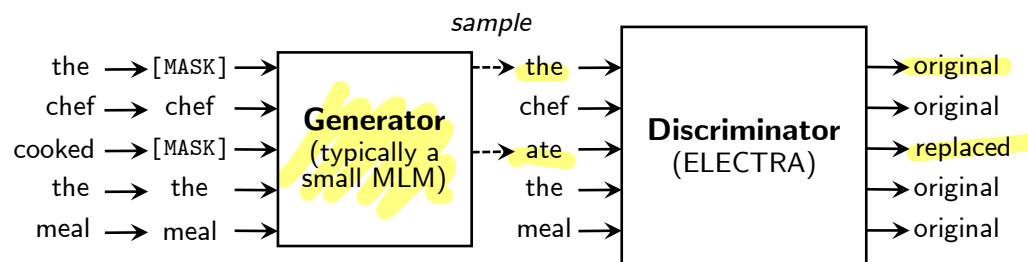 sample
the [MASK] the original
chef chef chef original
cooked [MASK] ate replaced
the the the original
meal meal meal original
Generator
(typically a
small MLM)
Discriminator
(ELECTRA)